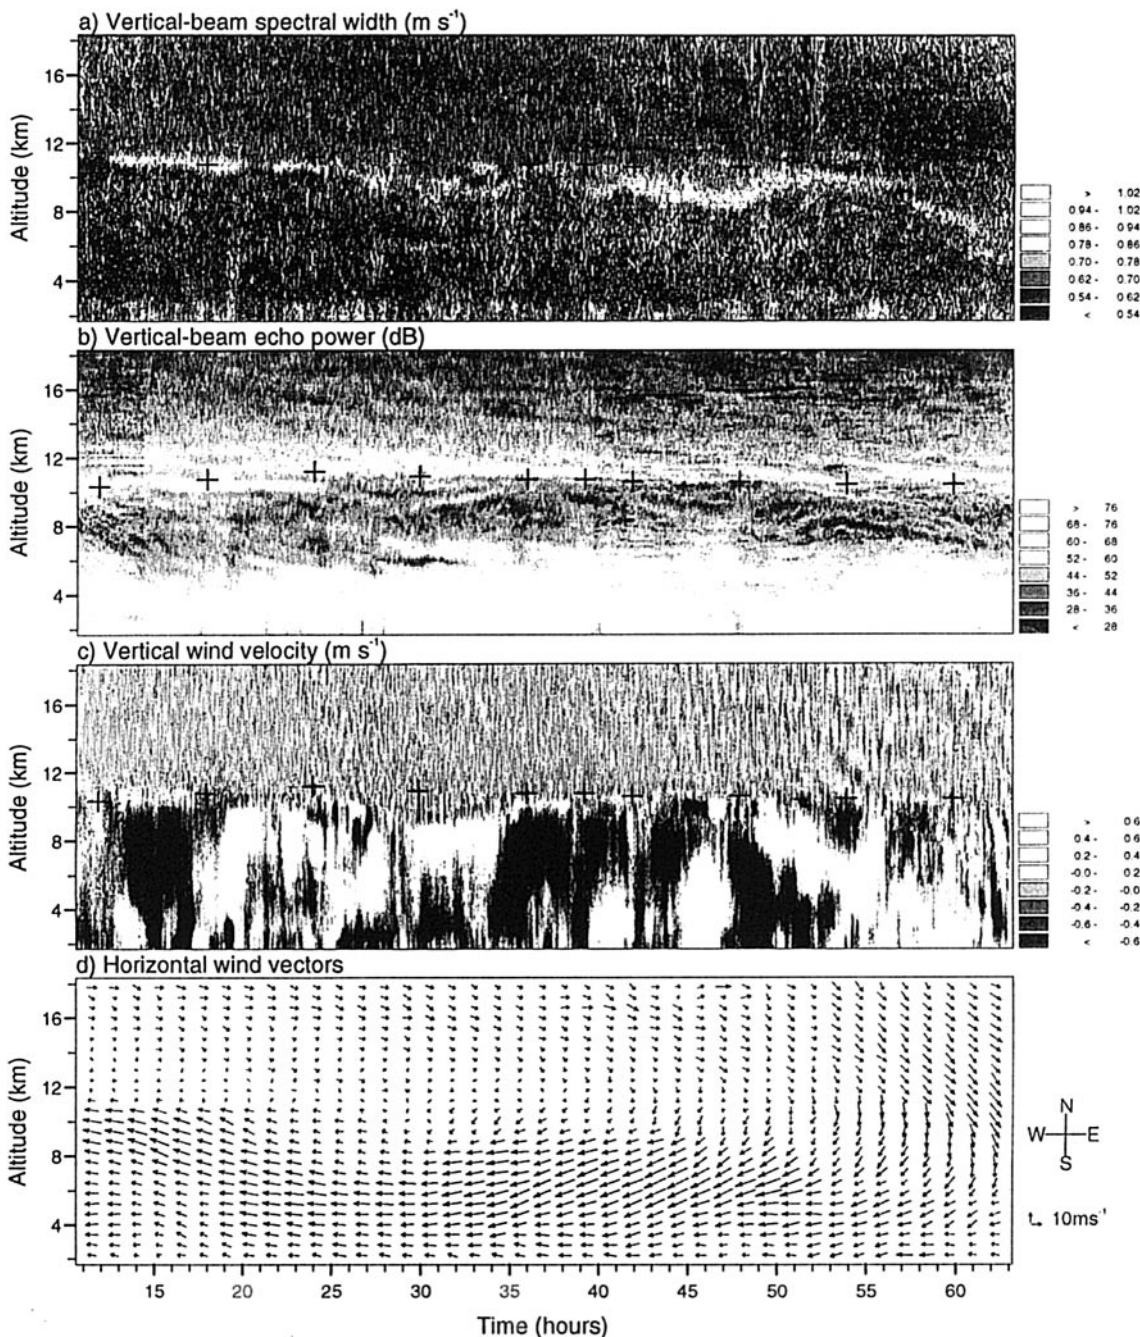 a) Vertical-beam spectral width (m s⁻¹)
16
12
8
4
Altitude (km)
> 1.02
0.94 - 1.02
0.86 - 0.94
0.78 - 0.86
0.70 - 0.78
0.62 - 0.70
0.54 - 0.62
< 0.54
b) Vertical-beam echo power (dB)
16
12
8
4
Altitude (km)
> 76
68 - 76
60 - 68
52 - 60
44 - 52
36 - 44
28 - 36
< 28
c) Vertical wind velocity (m s⁻¹)
16
12
8
4
Altitude (km)
> 0.6
0.4 - 0.6
0.2 - 0.4
-0.0 - 0.2
-0.2 - -0.0
-0.4 - -0.2
-0.6 - -0.4
< -0.6
d) Horizontal wind vectors
16
12
8
4
Altitude (km)
N
W E
S
10ms⁻¹
15 20 25 30 35 40 45 50 55 60
Time (hours)